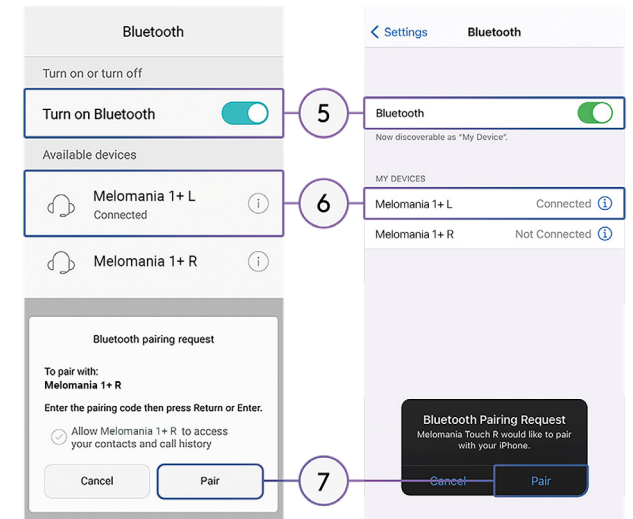 Bluetooth
Turn on or turn off
Turn on Bluetooth
Available devices
Melomania 1+ L
Connected
Melomania 1+ R
Bluetooth pairing request
To pair with:
Melomania 1+ R
Enter the pairing code then press Return or Enter.
Allow Melomania 1+ R to access
your contacts and call history
Cancel
Pair
5
6
7
Settings
Bluetooth
Bluetooth
Now discoverable as “My Device”.
MY DEVICES
Melomania 1+ L Connected
Melomania 1+ R Not Connected
Bluetooth Pairing Request
Melomania Touch R would like to pair
with your iPhone.
Cancel
Pair